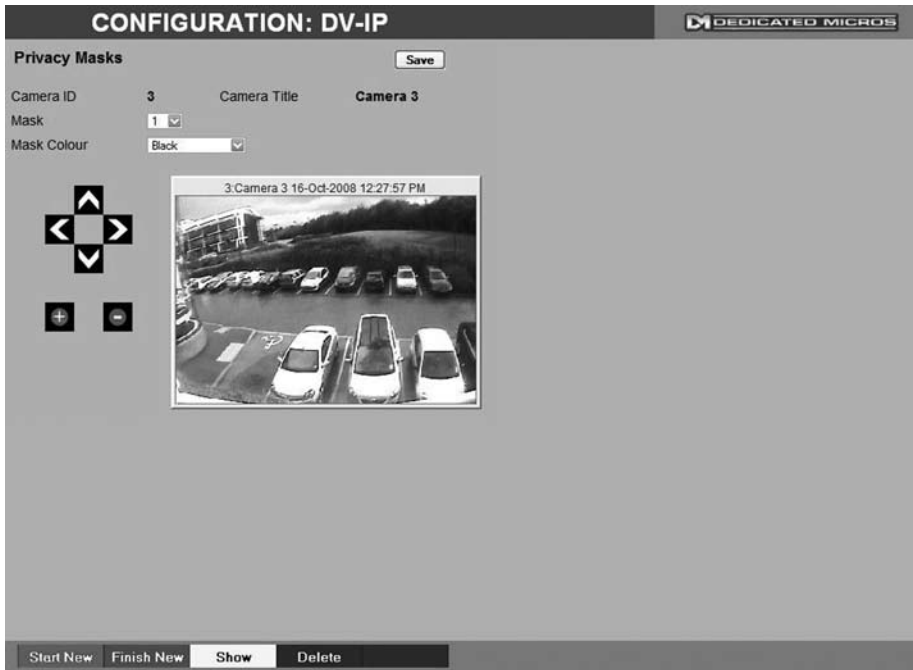 CONFIGURATION: DV-IP
DEDICATED MICROS
Privacy Masks
Save
Camera ID 3 Camera Title Camera 3
Mask 1
Mask Colour Black
3:Camera 3 16-Oct-2008 12:27:57 PM
Start New Finish New Show Delete